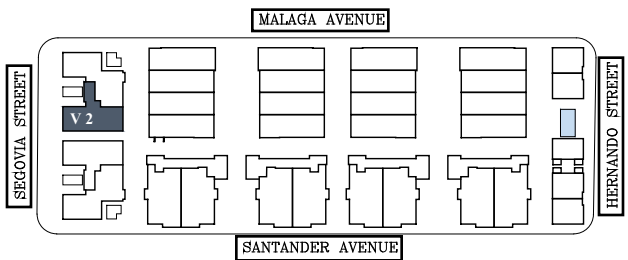 MALAGA AVENUE
SEGOVIA STREET
V 2
HERNANDO STREET
SANTANDER AVENUE